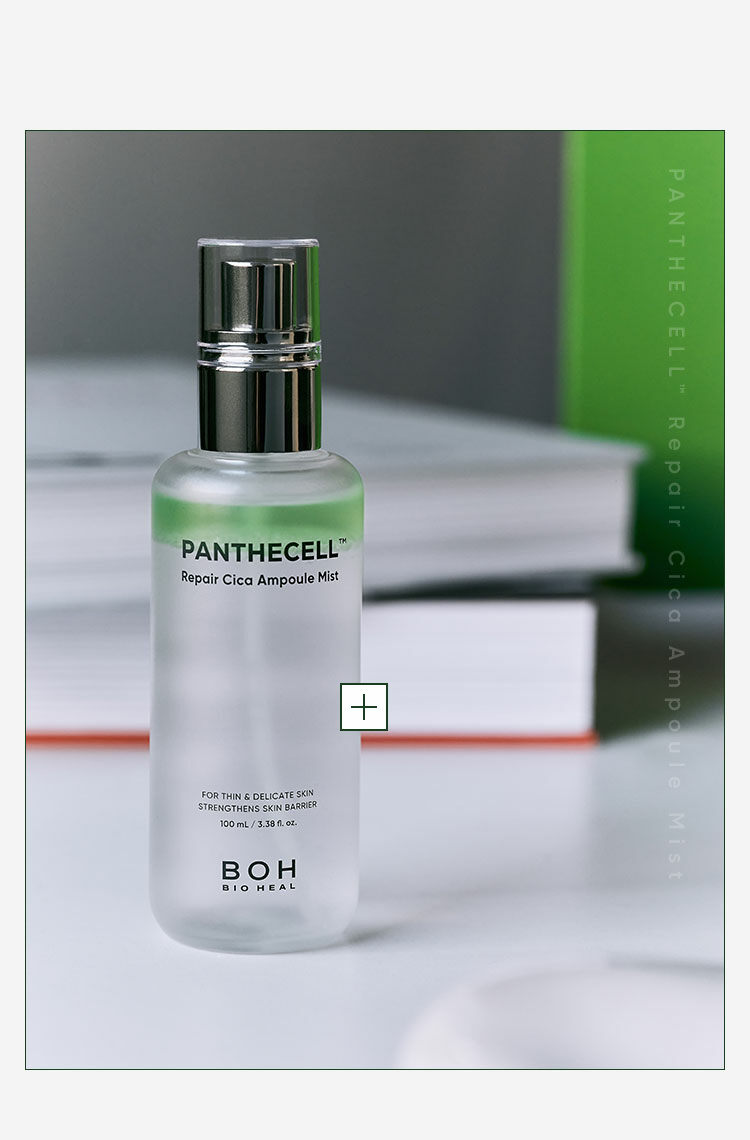 PANTHECELL™ Repair Cica Ampoule Mist
PANTHECELL™
Repair Cica Ampoule Mist
FOR THIN & DELICATE SKIN
STRENGTHENS SKIN BARRIER
100 mL / 3.38 fl. oz.
BOH
BIO HEAL